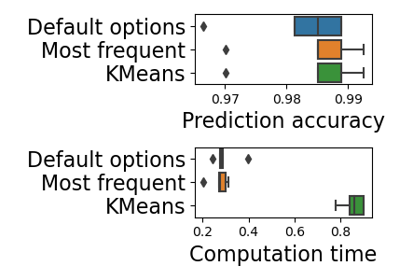 Default options
Most frequent
KMeans
0.97 0.98 0.99
Prediction accuracy
Default options
Most frequent
KMeans
0.2 0.4 0.6 0.8
Computation time